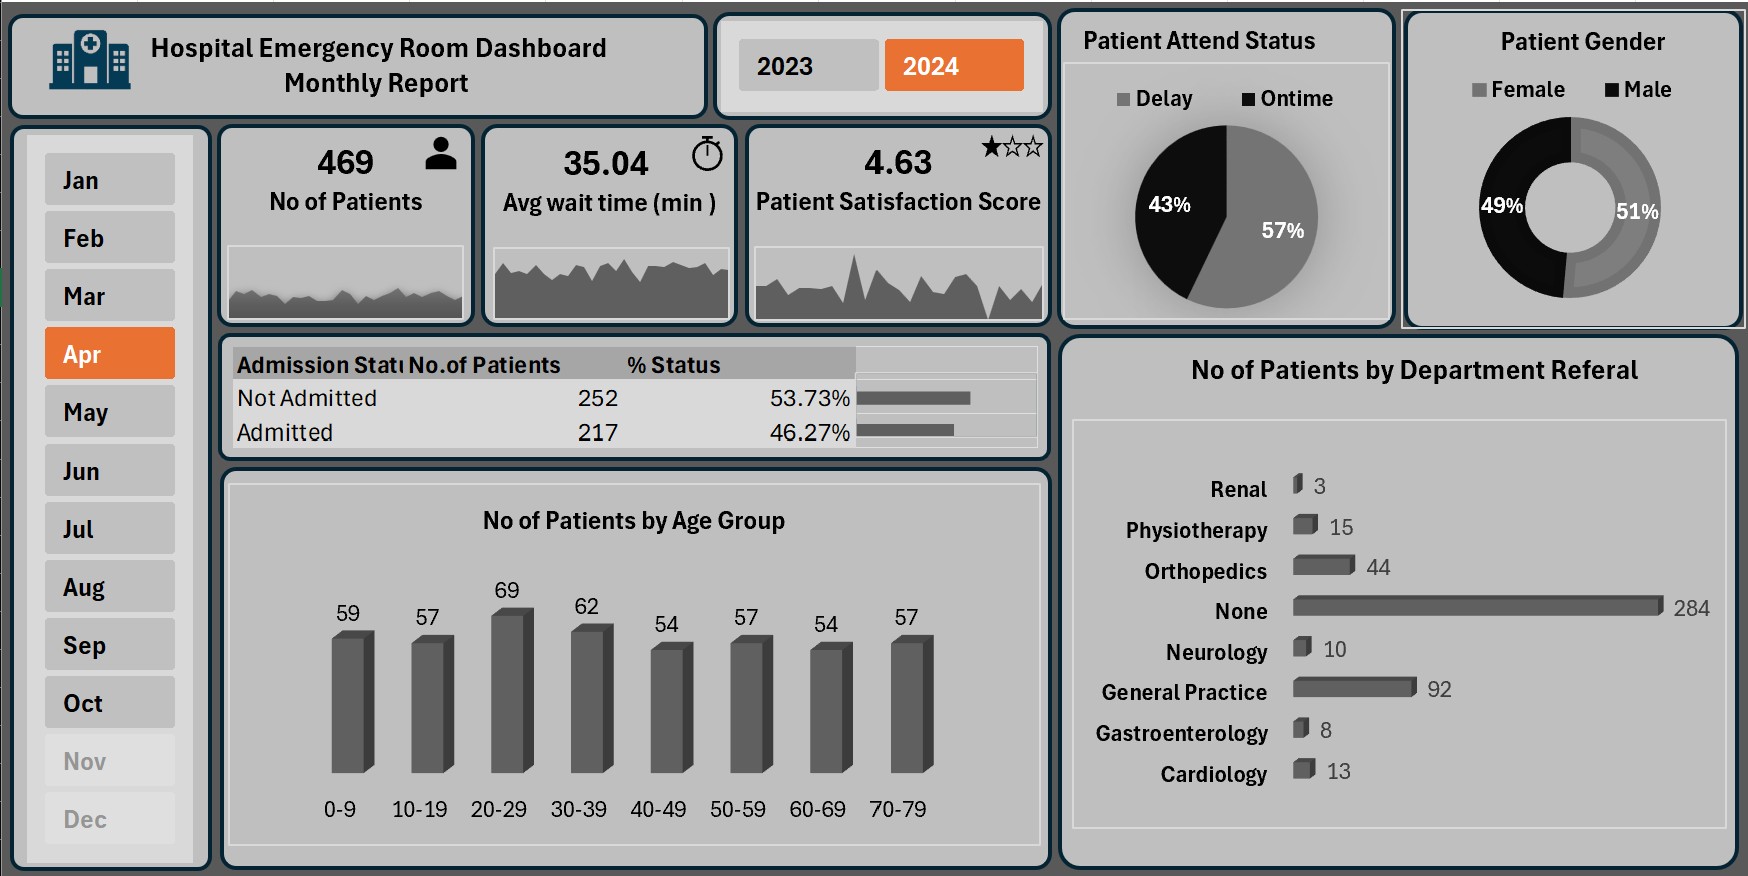 Hospital Emergency Room Dashboard
Monthly Report
2023
2024
Jan
Feb
Mar
Apr
May
Jun
Jul
Aug
Sep
Oct
Nov
Dec
469
No of Patients
35.04
Avg wait time (min )
4.63
Patient Satisfaction Score
Patient Attend Status
Delay
Ontime
43%
57%
Patient Gender
Female
Male
49%
51%
Admission Statu No.of Patients % Status
Not Admitted 252 53.73%
Admitted 217 46.27%
No of Patients by Age Group
59 57 69 62 54 57 54 57
0-9 10-19 20-29 30-39 40-49 50-59 60-69 70-79
No of Patients by Department Referal
Renal 3
Physiotherapy 15
Orthopedics 44
None 284
Neurology 10
General Practice 92
Gastroenterology 8
Cardiology 13